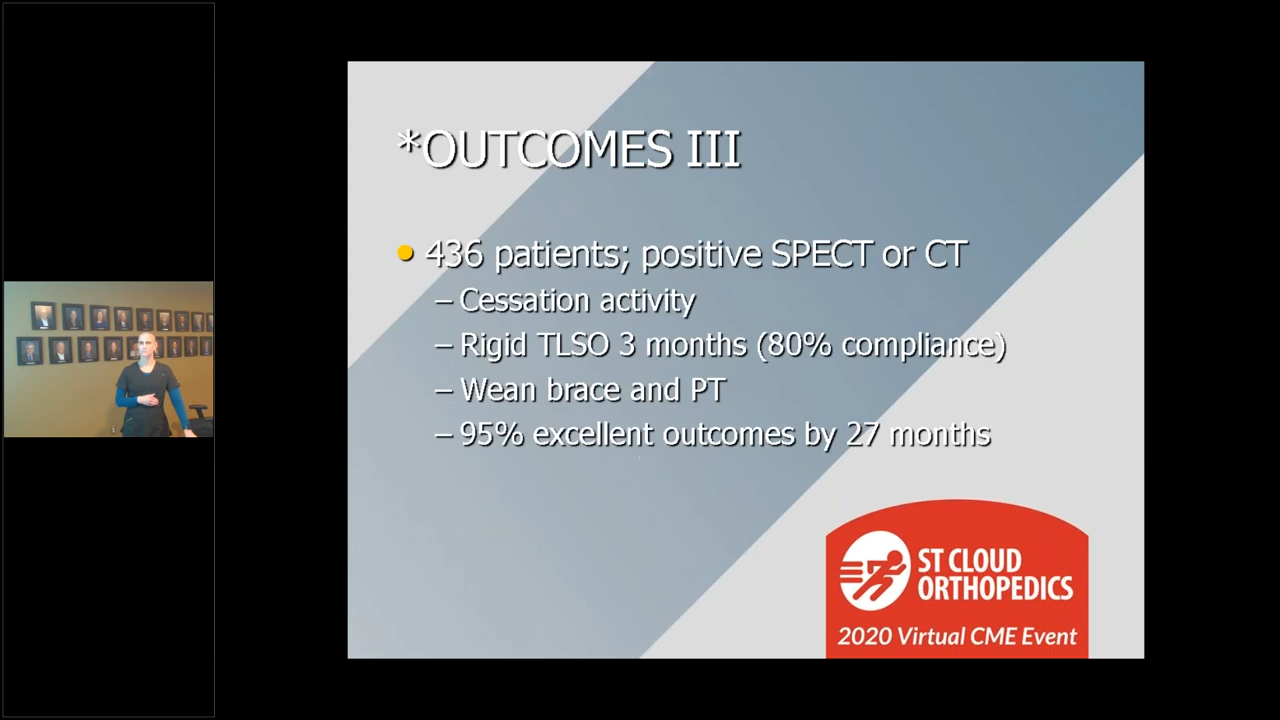 *OUTCOMES III
436 patients; positive SPECT or CT
– Cessation activity
– Rigid TLSO 3 months (80% compliance)
– Wean brace and PT
– 95% excellent outcomes by 27 months
ST CLOUD
ORTHOPEDICS
2020 Virtual CME Event